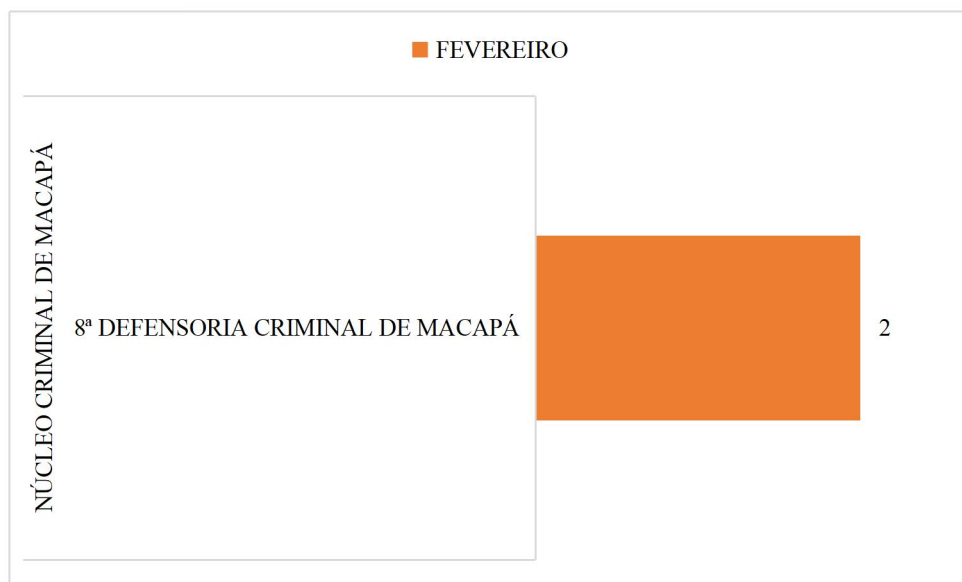 FEVEREIRO
NÚCLEO CRIMINAL DE MACAPÁ
8ª DEFENSORIA CRIMINAL DE MACAPÁ
2